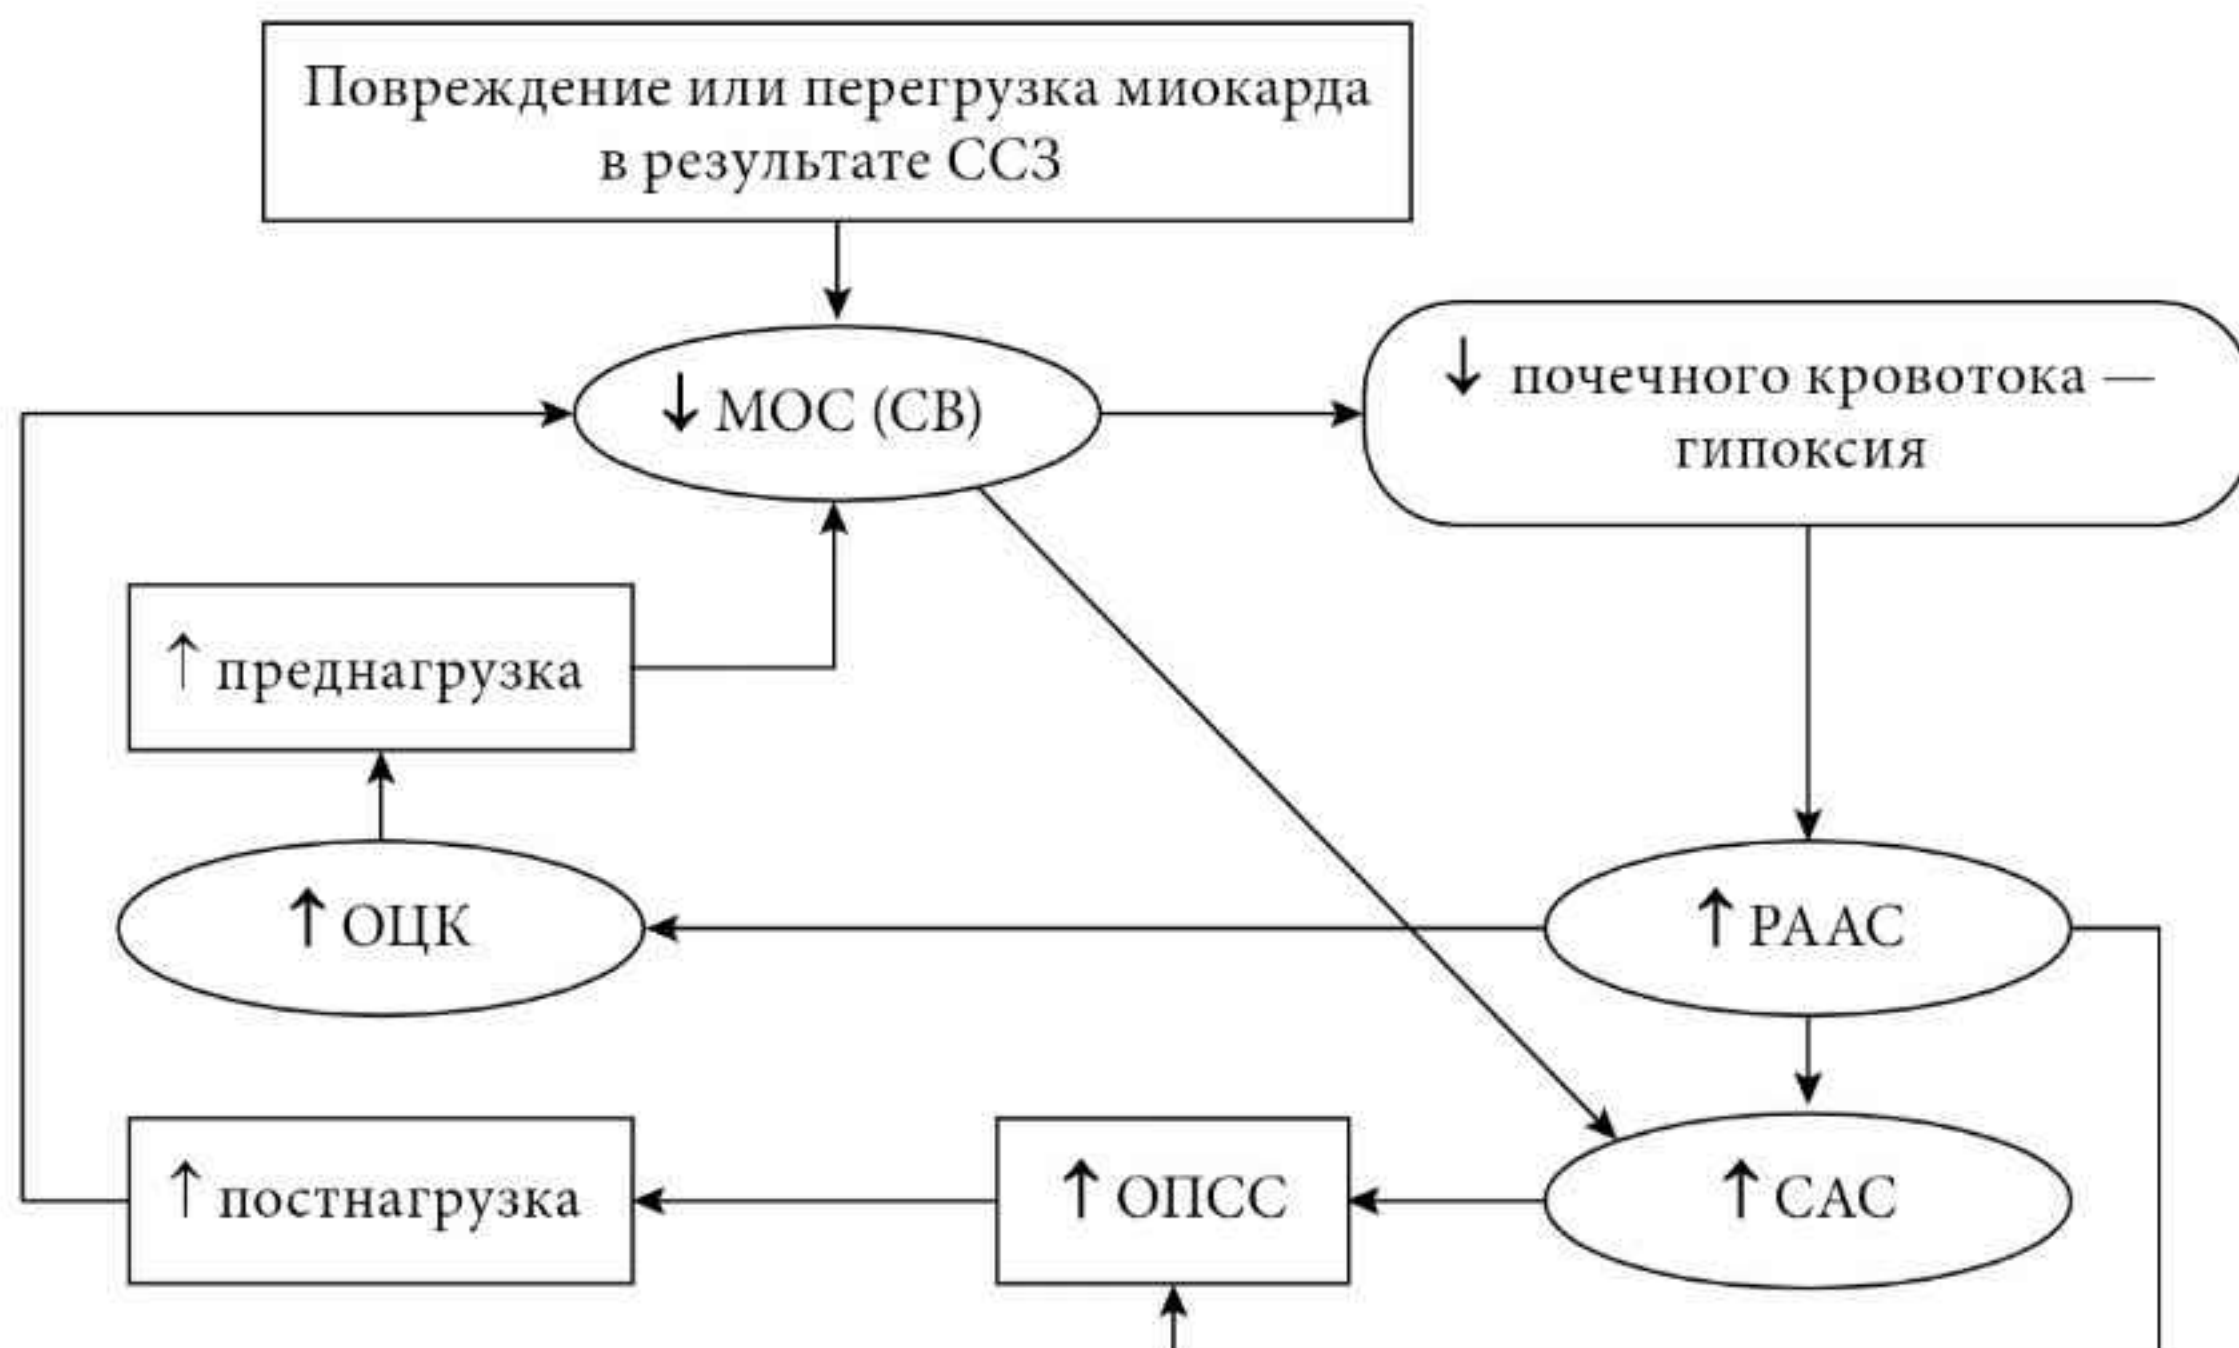 Повреждение или перегрузка миокарда
в результате ССЗ
↓ МОС (СВ)
↓ почечного кровотока —
гипоксия
↑ преднагрузка
↑ ОЦК
↑ РААС
↑ постнагрузка
↑ ОПСС
↑ САС